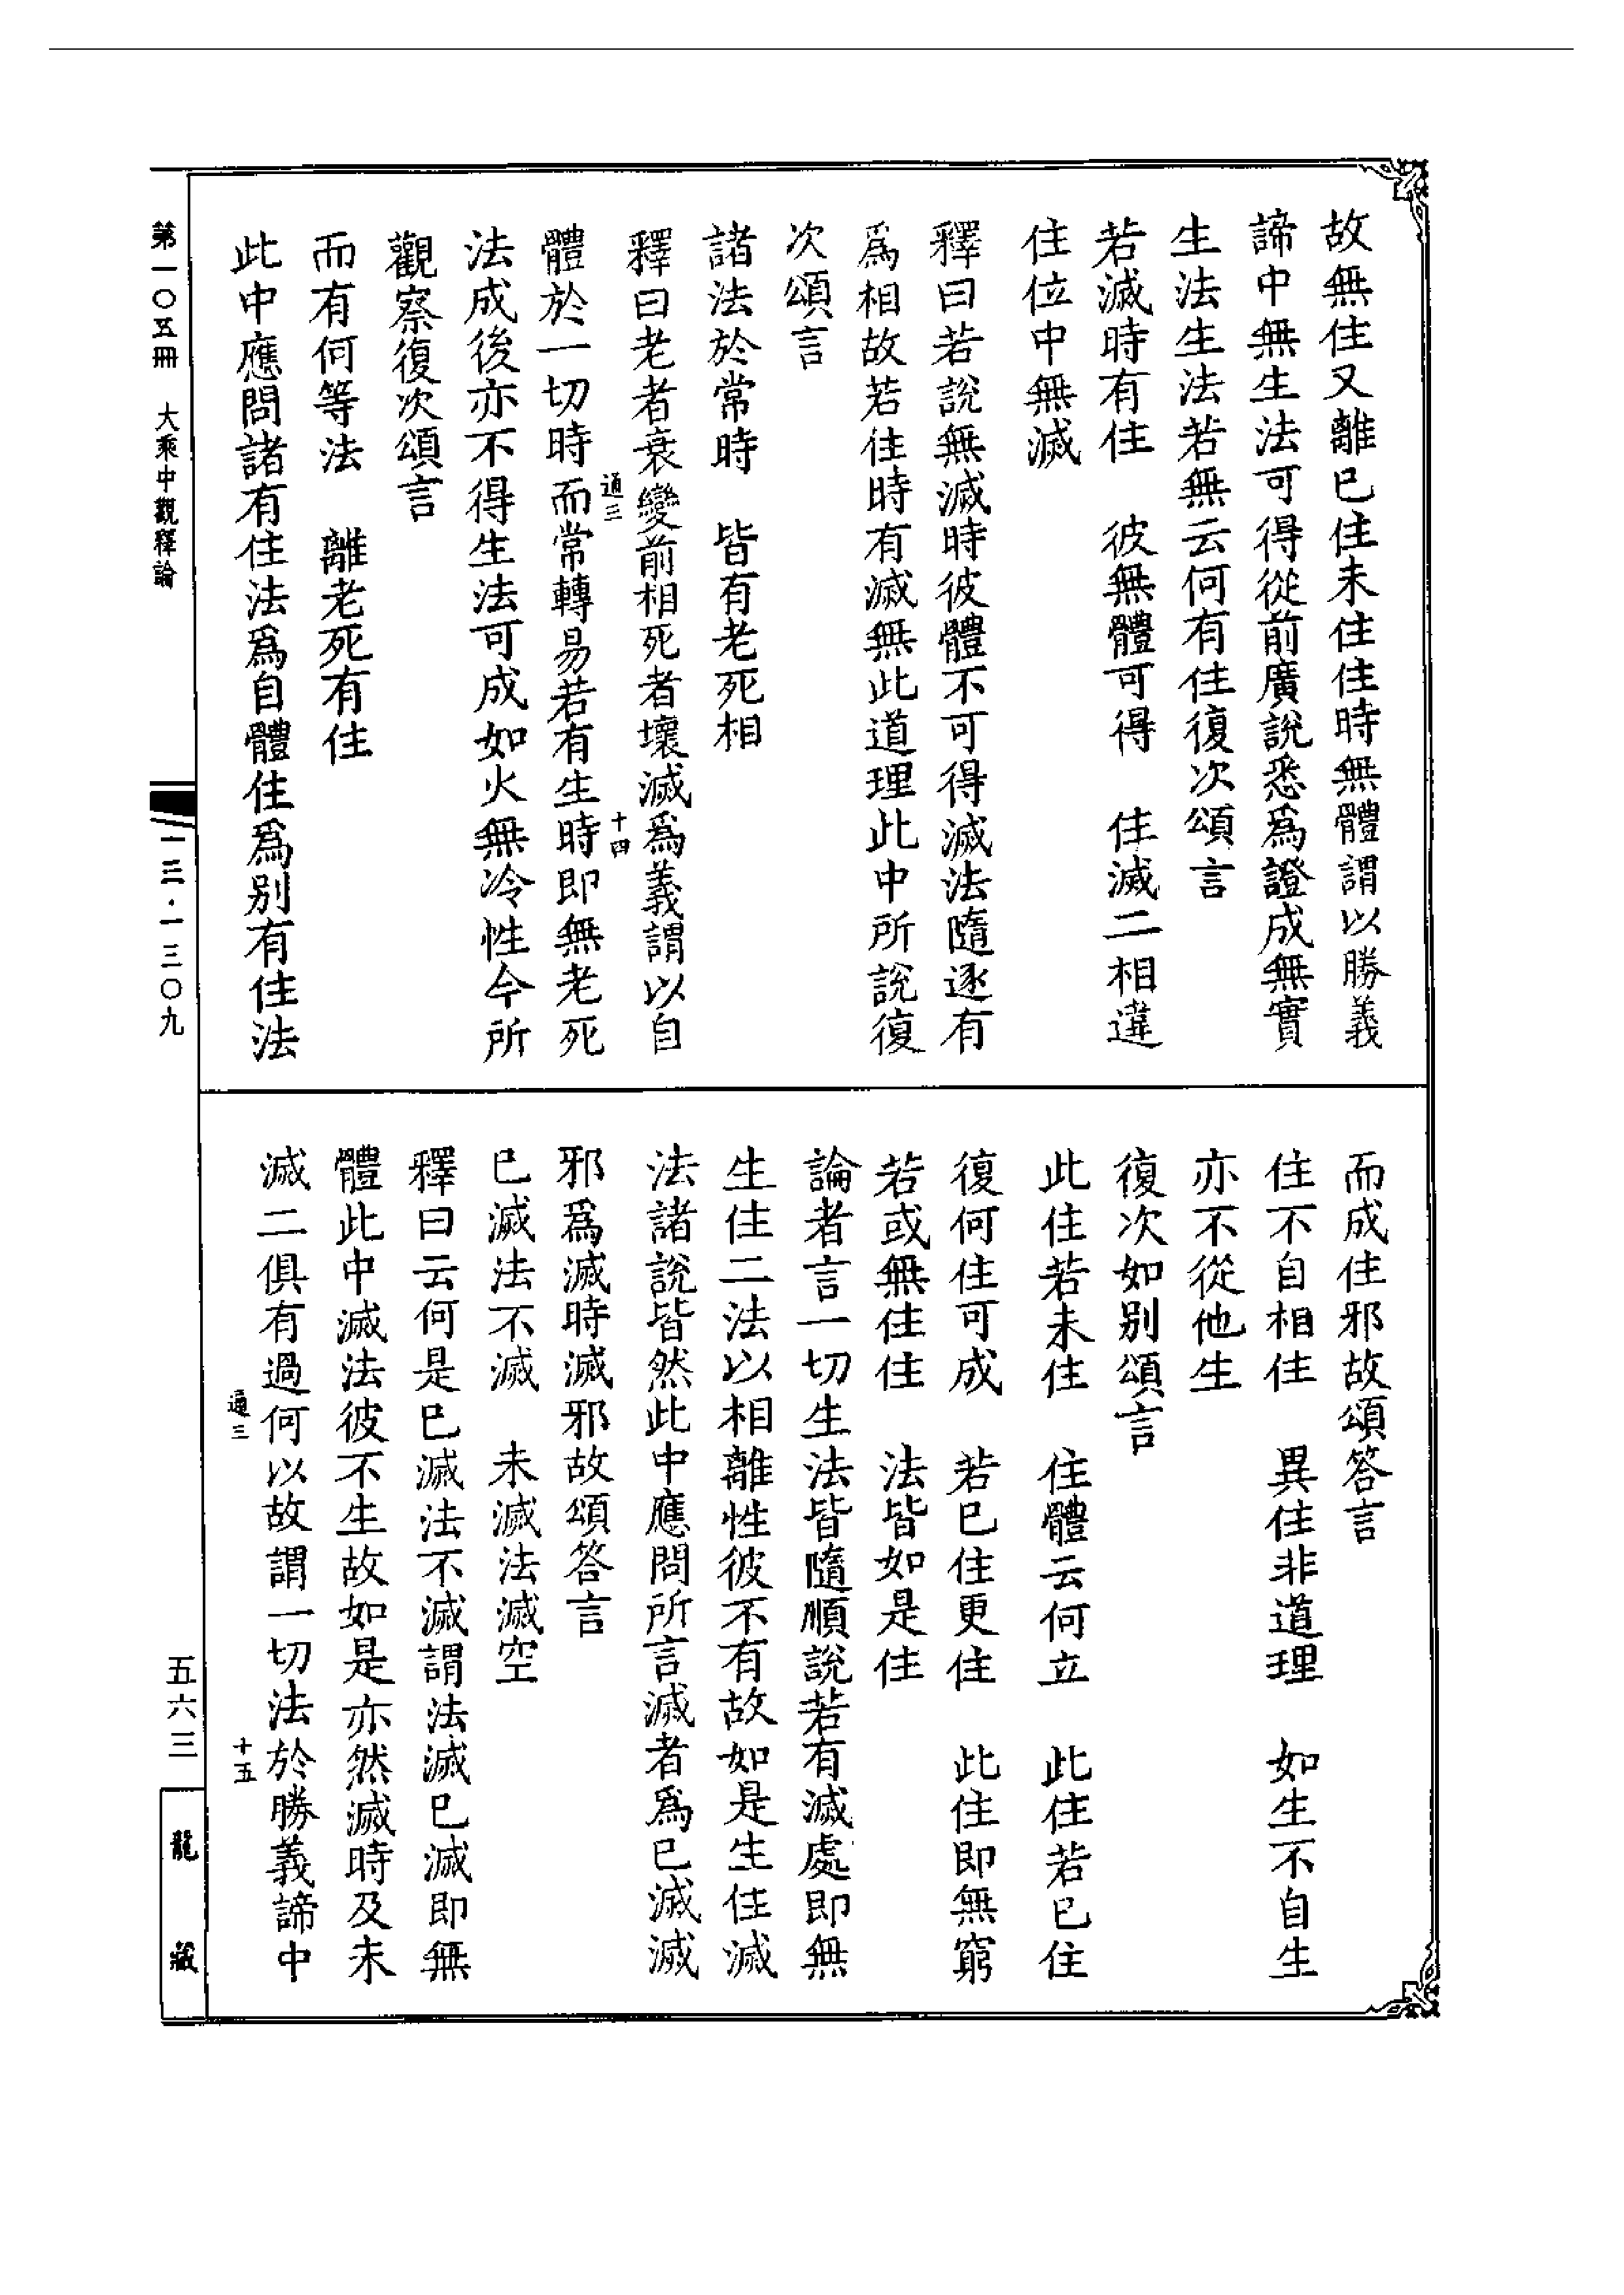 故無住又離已住未住住時無體謂以勝義
諦中無生法可得從前廣說悉為證成無實
生法生法若無云何有住復次頌言
若滅時有住　彼無體可得　住滅二相違
住位中無滅
釋曰若說無滅時彼體不可得滅法隨逐有
為相故若住時有滅無此道理此中所說復
次頌言
諸法於常時　皆有老死相
釋曰老者衰變前相死者壞滅為義謂以自
通三
十四
體於一切時而常轉易若有生時即無老死
法成後亦不得生法可成如火無冷性今所
觀察復次頌言
而有何等法　離老死有住
此中應問諸有住法為自體住為別有住法
而成住邪故頌答言
住不自相住　異住非道理　如生不自生
亦不從他生
復次如別頌言
此住若未住　住體云何立　此住若已住
復何住可成　若已住更住　此住即無窮
若或無住住　法皆如是住
論者言一切生法皆隨順說若有滅處即無
生住二法以相離性彼不有故如是生住滅
法諸說皆然此中應問所言滅者為已滅滅
邪為滅時滅邪故頌答言
已滅法不滅　未滅法滅空
釋曰云何是已滅法不滅謂法滅已滅即無
體此中滅法彼不生故如是亦然滅時及未
滅二俱有過何以故謂一切法於勝義諦中
通三
十五
第一〇五冊　大乘中觀釋論
一三·一三〇九
五六三
龍藏